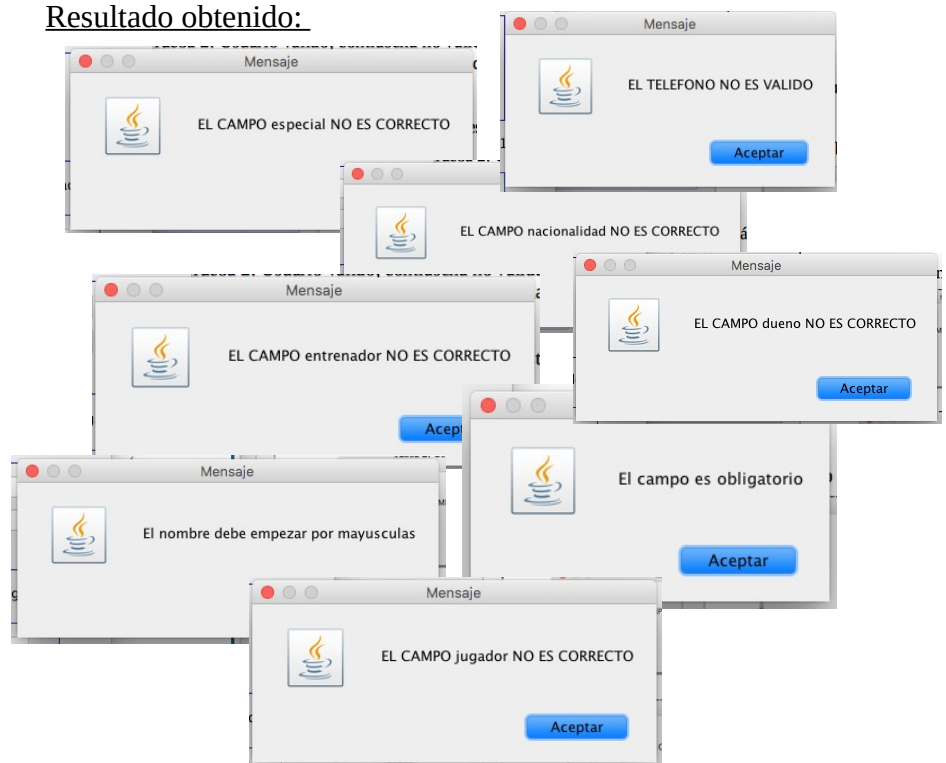 Resultado obtenido:
Mensaje
EL TELEFONO NO ES VALIDO
Aceptar
Mensaje
EL CAMPO especial NO ES CORRECTO
EL CAMPO nacionalidad NO ES CORRECTO
Mensaje
EL CAMPO dueno NO ES CORRECTO
Aceptar
Mensaje
EL CAMPO entrenador NO ES CORRECTO
El campo es obligatorio
Aceptar
Mensaje
El nombre debe empezar por mayusculas
Mensaje
EL CAMPO jugador NO ES CORRECTO
Aceptar